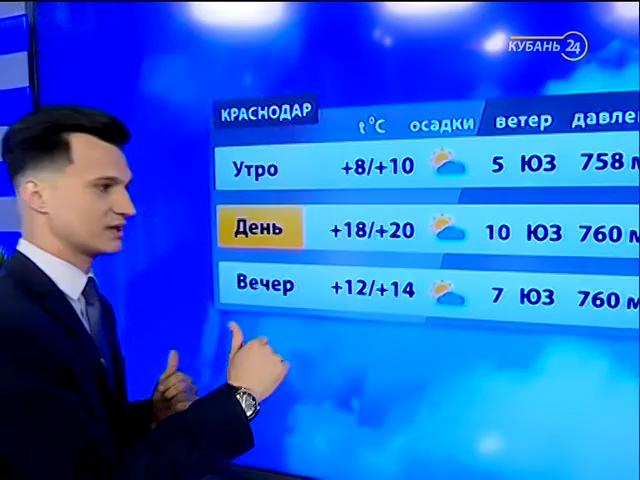 КУБАНЬ 24
КРАСНОДАР
t °C осадки ветер давле
Утро +8/+10 5 ЮЗ 758 м
День +18/+20 10 ЮЗ 760 м
Вечер +12/+14 7 ЮЗ 760 м